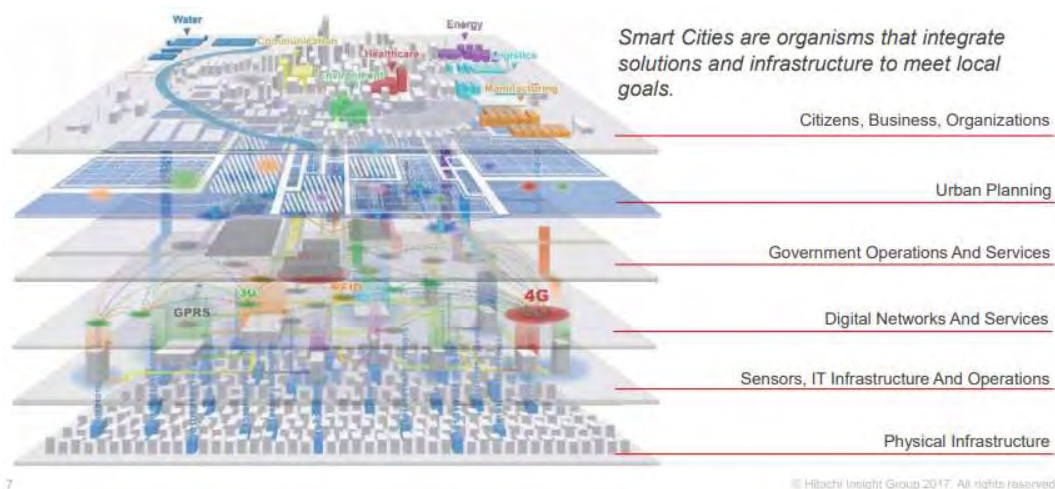 Water
Energy
Communication
Healthcare
Logistics
Environment
Manufacturing
Smart Cities are organisms that integrate
solutions and infrastructure to meet local
goals.
Citizens, Business, Organizations
Urban Planning
Government Operations And Services
3G
RFID
4G
GPRS
Digital Networks And Services
Sensors, IT Infrastructure And Operations
Physical Infrastructure
7
© Hitachi Insight Group 2017. All rights reserved